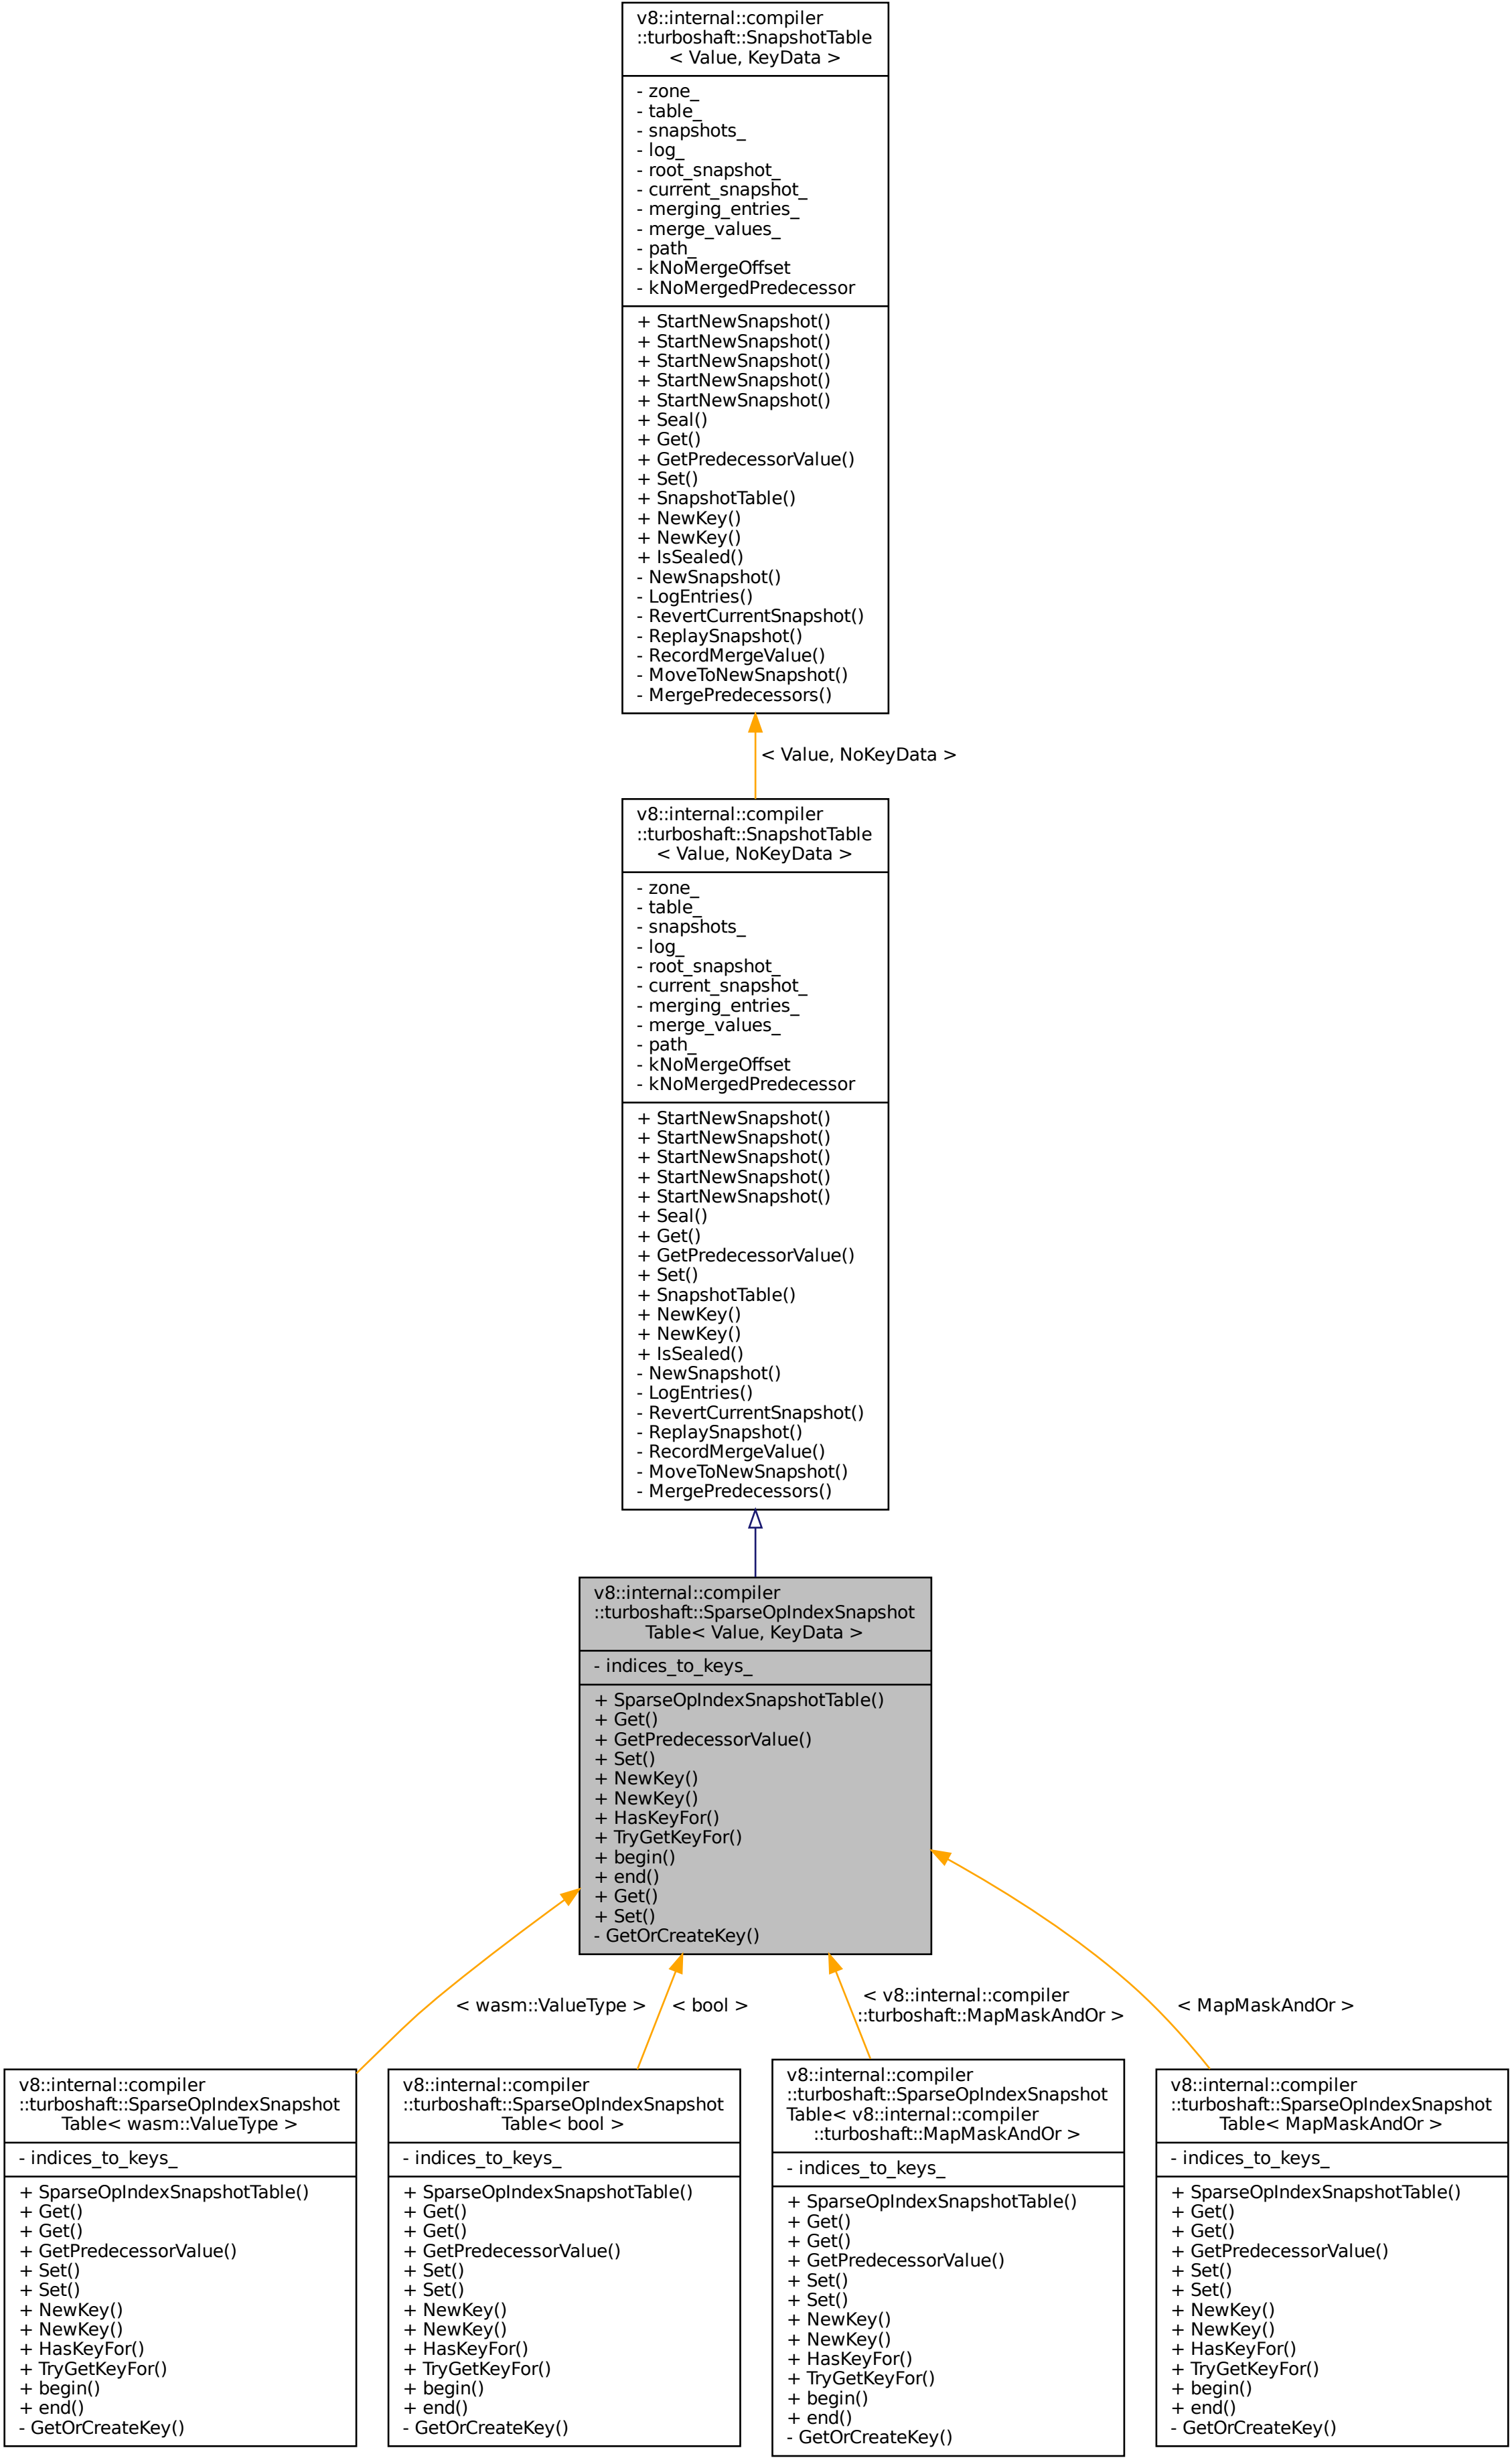 v8::internal::compiler
::turboshaft::SnapshotTable
< Value, KeyData >
- zone_
- table_
- snapshots_
- log_
- root_snapshot_
- current_snapshot_
- merging_entries_
- merge_values_
- path_
- kNoMergeOffset
- kNoMergedPredecessor
+ StartNewSnapshot()
+ StartNewSnapshot()
+ StartNewSnapshot()
+ StartNewSnapshot()
+ StartNewSnapshot()
+ Seal()
+ Get()
+ GetPredecessorValue()
+ Set()
+ SnapshotTable()
+ NewKey()
+ NewKey()
+ IsSealed()
- NewSnapshot()
- LogEntries()
- RevertCurrentSnapshot()
- ReplaySnapshot()
- RecordMergeValue()
- MoveToNewSnapshot()
- MergePredecessors()
< Value, NoKeyData >
v8::internal::compiler
::turboshaft::SnapshotTable
< Value, NoKeyData >
- zone_
- table_
- snapshots_
- log_
- root_snapshot_
- current_snapshot_
- merging_entries_
- merge_values_
- path_
- kNoMergeOffset
- kNoMergedPredecessor
+ StartNewSnapshot()
+ StartNewSnapshot()
+ StartNewSnapshot()
+ StartNewSnapshot()
+ StartNewSnapshot()
+ Seal()
+ Get()
+ GetPredecessorValue()
+ Set()
+ SnapshotTable()
+ NewKey()
+ NewKey()
+ IsSealed()
- NewSnapshot()
- LogEntries()
- RevertCurrentSnapshot()
- ReplaySnapshot()
- RecordMergeValue()
- MoveToNewSnapshot()
- MergePredecessors()
v8::internal::compiler
::turboshaft::SparseOpIndexSnapshot
Table< Value, KeyData >
- indices_to_keys_
+ SparseOpIndexSnapshotTable()
+ Get()
+ GetPredecessorValue()
+ Set()
+ NewKey()
+ NewKey()
+ HasKeyFor()
+ TryGetKeyFor()
+ begin()
+ end()
+ Get()
+ Set()
- GetOrCreateKey()
< wasm::ValueType >
< bool >
< v8::internal::compiler
::turboshaft::MapMaskAndOr >
< MapMaskAndOr >
v8::internal::compiler
::turboshaft::SparseOpIndexSnapshot
Table< wasm::ValueType >
- indices_to_keys_
+ SparseOpIndexSnapshotTable()
+ Get()
+ Get()
+ GetPredecessorValue()
+ Set()
+ Set()
+ NewKey()
+ NewKey()
+ HasKeyFor()
+ TryGetKeyFor()
+ begin()
+ end()
- GetOrCreateKey()
v8::internal::compiler
::turboshaft::SparseOpIndexSnapshot
Table< bool >
- indices_to_keys_
+ SparseOpIndexSnapshotTable()
+ Get()
+ Get()
+ GetPredecessorValue()
+ Set()
+ Set()
+ NewKey()
+ NewKey()
+ HasKeyFor()
+ TryGetKeyFor()
+ begin()
+ end()
- GetOrCreateKey()
v8::internal::compiler
::turboshaft::SparseOpIndexSnapshot
Table< v8::internal::compiler
::turboshaft::MapMaskAndOr >
- indices_to_keys_
+ SparseOpIndexSnapshotTable()
+ Get()
+ Get()
+ GetPredecessorValue()
+ Set()
+ Set()
+ NewKey()
+ NewKey()
+ HasKeyFor()
+ TryGetKeyFor()
+ begin()
+ end()
- GetOrCreateKey()
v8::internal::compiler
::turboshaft::SparseOpIndexSnapshot
Table< MapMaskAndOr >
- indices_to_keys_
+ SparseOpIndexSnapshotTable()
+ Get()
+ Get()
+ GetPredecessorValue()
+ Set()
+ Set()
+ NewKey()
+ NewKey()
+ HasKeyFor()
+ TryGetKeyFor()
+ begin()
+ end()
- GetOrCreateKey()